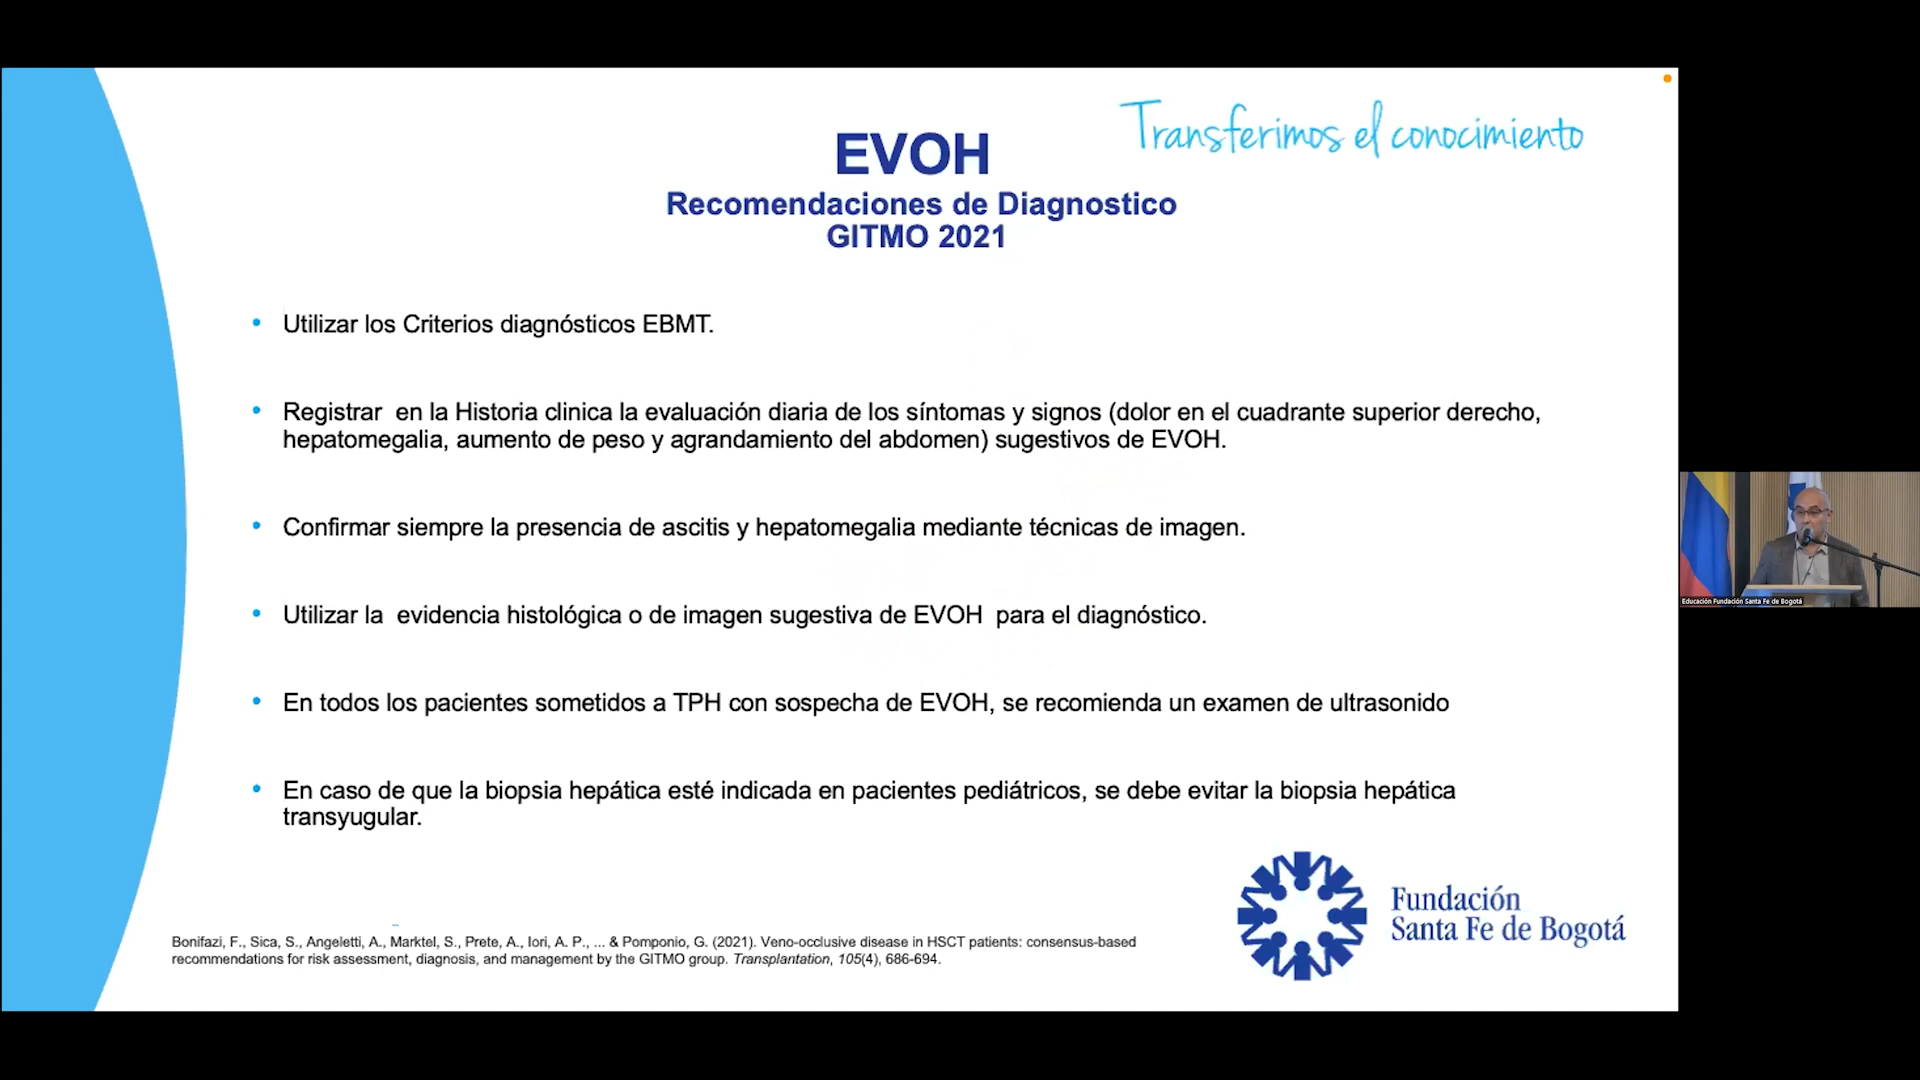 Transferimos el conocimiento
EVOH
Recomendaciones de Diagnostico
GITMO 2021
• Utilizar los Criterios diagnósticos EBMT.
• Registrar en la Historia clinica la evaluación diaria de los síntomas y signos (dolor en el cuadrante superior derecho,
hepatomegalia, aumento de peso y agrandamiento del abdomen) sugestivos de EVOH.
• Confirmar siempre la presencia de ascitis y hepatomegalia mediante técnicas de imagen.
• Utilizar la evidencia histológica o de imagen sugestiva de EVOH para el diagnóstico.
• En todos los pacientes sometidos a TPH con sospecha de EVOH, se recomienda un examen de ultrasonido
• En caso de que la biopsia hepática esté indicada en pacientes pediátricos, se debe evitar la biopsia hepática
transyugular.
Bonifazi, F., Sica, S., Angeletti, A., Marktel, S., Prete, A., Iori, A. P., ... & Pomponio, G. (2021). Veno-occlusive disease in HSCT patients: consensus-based
recommendations for risk assessment, diagnosis, and management by the GITMO group. Transplantation, 105(4), 686-694.
Fundación
Santa Fe de Bogotá
Educación Fundación Santa Fe de Bogotá